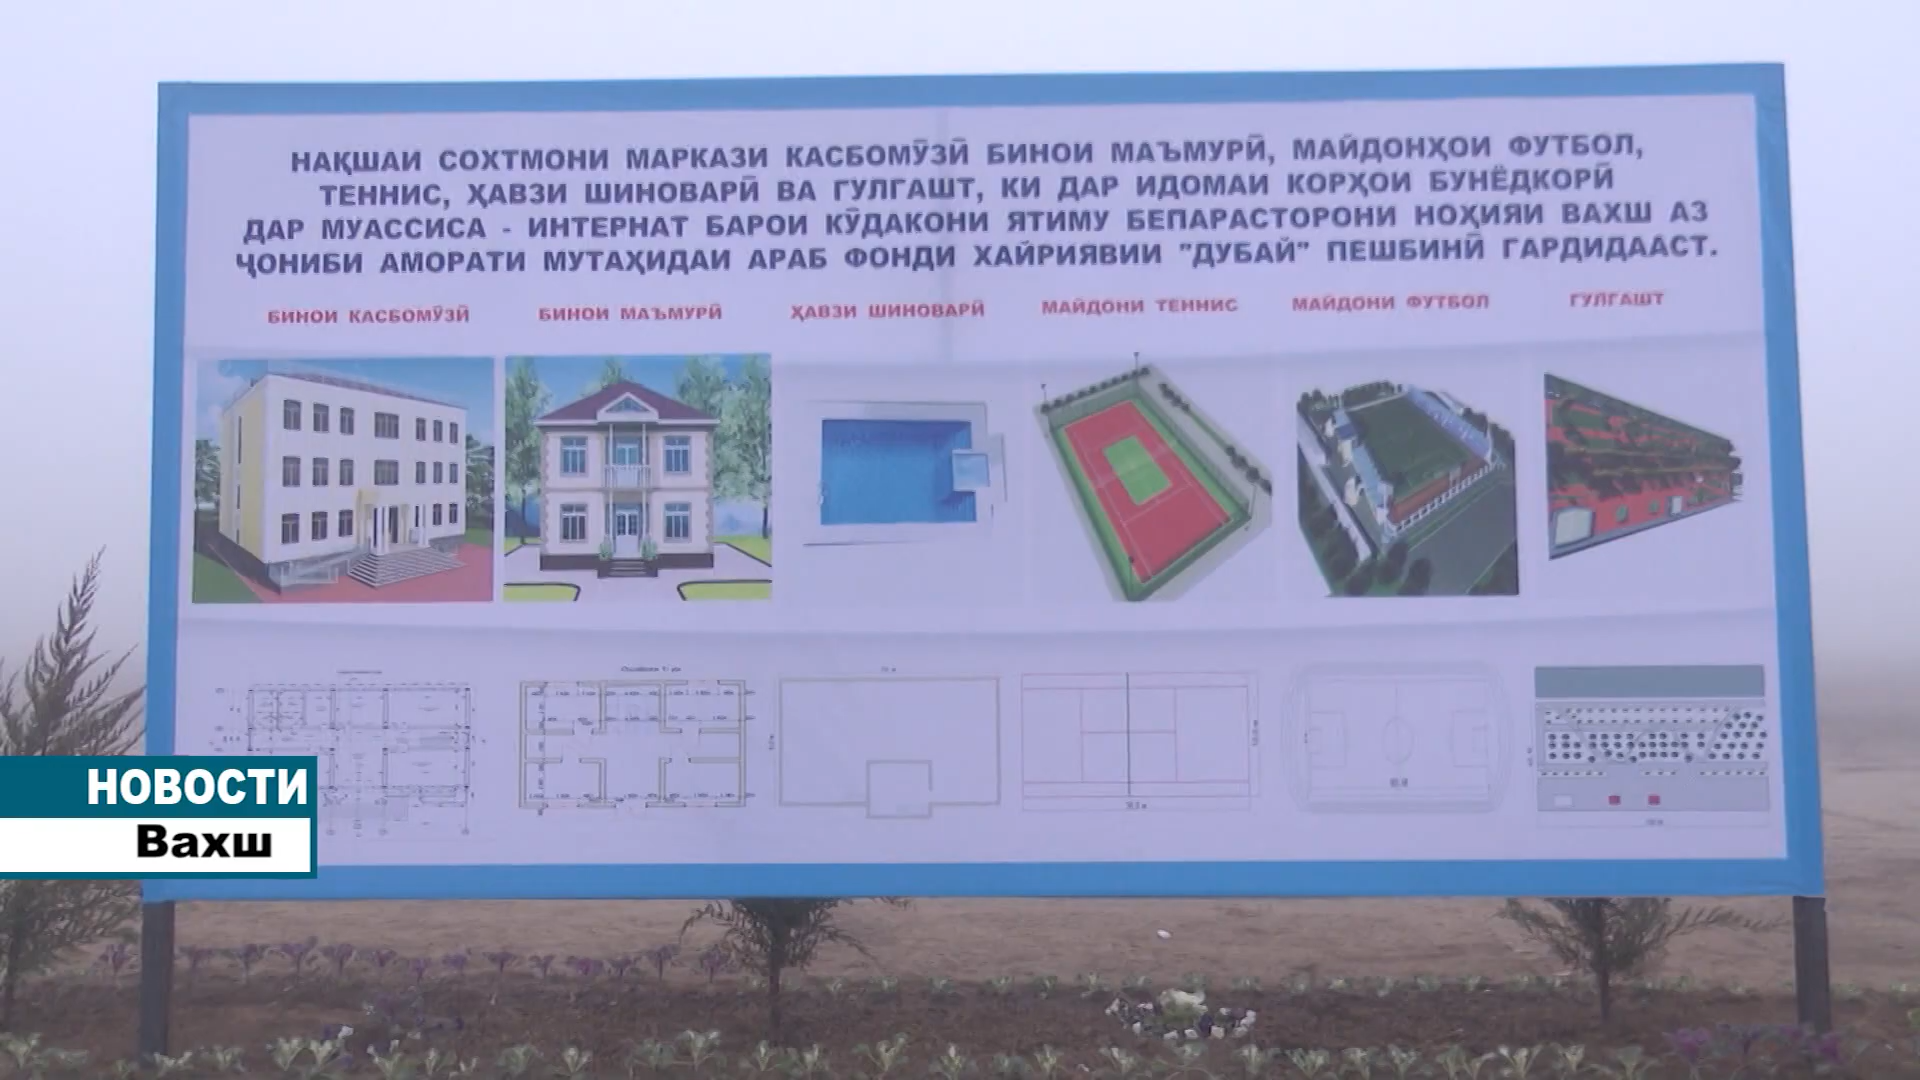 НАҚШАИ СОХТМОНИ МАРКАЗИ КАСБОМӮЗӢ БИНОИ МАЪМУРӢ, МАЙДОНҲОИ ФУТБОЛ,
ТЕННИС, ҲАВЗИ ШИНОВАРӢ ВА ГУЛГАШТ, КИ ДАР ИДОМАИ КОРҲОИ БУНЁДКОРӢ
ДАР МУАССИСА - ИНТЕРНАТ БАРОИ КӮДАКОНИ ЯТИМУ БЕПАРАСТОРОНИ НОҲИЯИ ВАХШ АЗ
ҶОНИБИ АМОРАТИ МУТАҲИДАИ АРАБ ФОНДИ ХАЙРИЯВИИ "ДУБАЙ" ПЕШБИНӢ ГАРДИДААСТ.
БИНОИ КАСБОМӮЗӢ БИНОИ МАЪМУРӢ ҲАВЗИ ШИНОВАРӢ МАЙДОНИ ТЕННИС МАЙДОНИ ФУТБОЛ ГУЛГАШТ
НОВОСТИ
Вахш